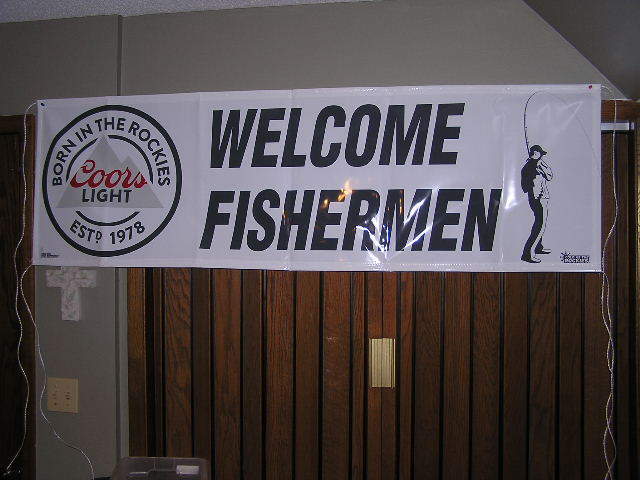 BORN IN THE ROCKIES
Coors
LIGHT
ESTD 1978
WELCOME
FISHERMEN